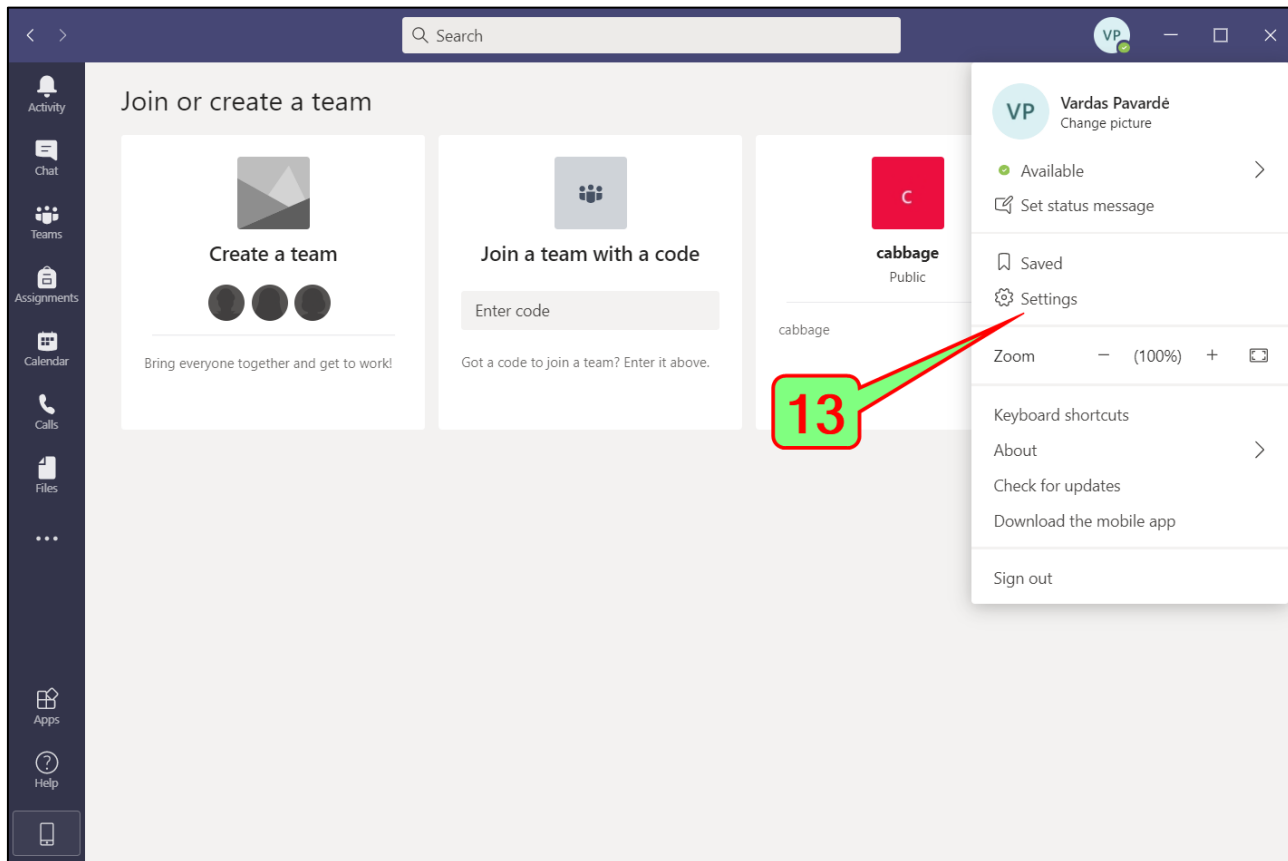 Search
VP
Activity
Chat
Teams
Assignments
Calendar
Calls
Files
Apps
Help
Join or create a team
Create a team
Bring everyone together and get to work!
Join a team with a code
Enter code
Got a code to join a team? Enter it above.
C
cabbage
Public
cabbage
13
VP
Vardas Pavardė
Change picture
Available
Set status message
Saved
Settings
Zoom − (100%) +
Keyboard shortcuts
About
Check for updates
Download the mobile app
Sign out